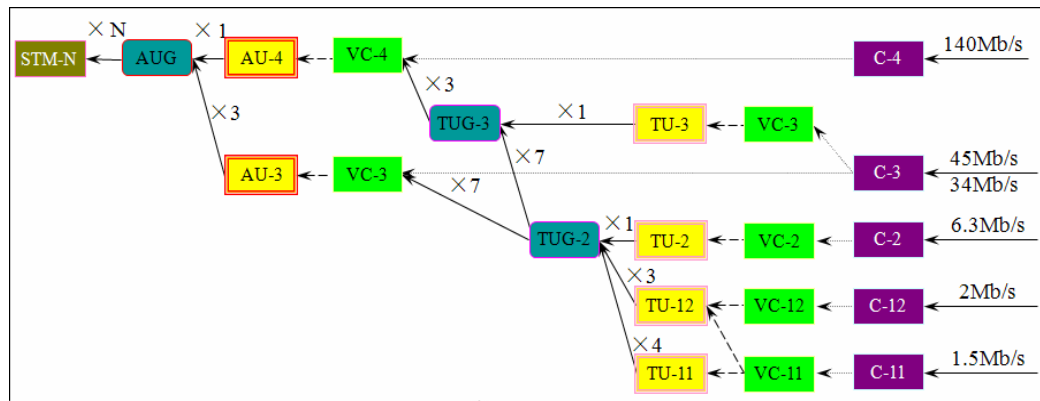 × N
× 1
STM-N
AUG
AU-4
VC-4
C-4
140Mb/s
×3
×3
TUG-3
×1
TU-3
VC-3
×7
AU-3
VC-3
×7
C-3
45Mb/s
34Mb/s
TUG-2
×1
TU-2
VC-2
C-2
6.3Mb/s
×3
TU-12
VC-12
C-12
2Mb/s
×4
TU-11
VC-11
C-11
1.5Mb/s